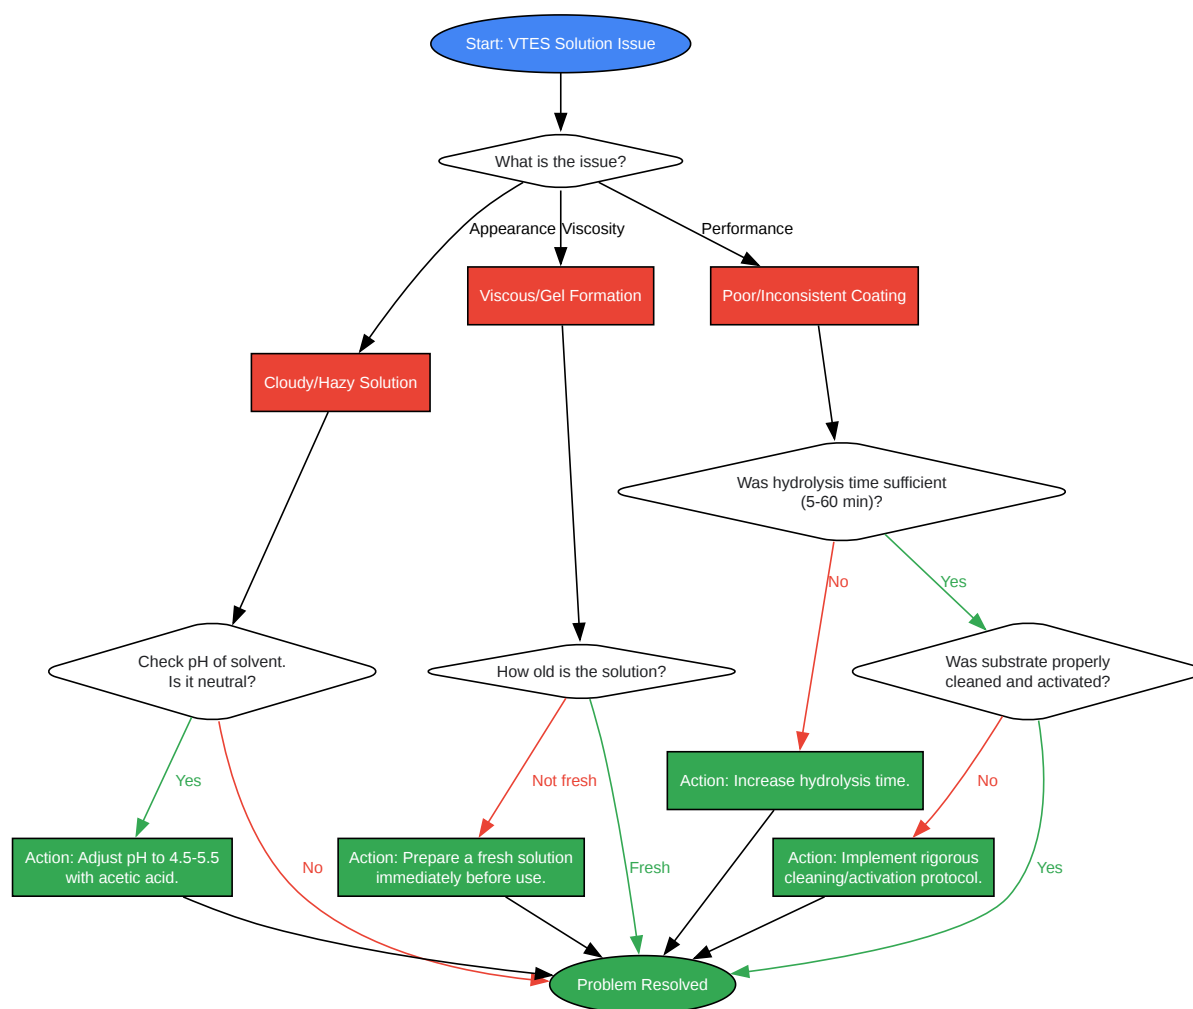 Start: VTES Solution Issue
What is the issue?
Appearance
Viscosity
Performance
Viscous/Gel Formation
Poor/Inconsistent Coating
Cloudy/Hazy Solution
Was hydrolysis time sufficient
(5-60 min)?
No
Yes
Check pH of solvent.
Is it neutral?
How old is the solution?
Was substrate properly
cleaned and activated?
Yes
Not fresh
Action: Increase hydrolysis time.
No
Action: Adjust pH to 4.5-5.5
with acetic acid.
No
Action: Prepare a fresh solution
immediately before use.
Fresh
Action: Implement rigorous
cleaning/activation protocol.
Yes
Problem Resolved